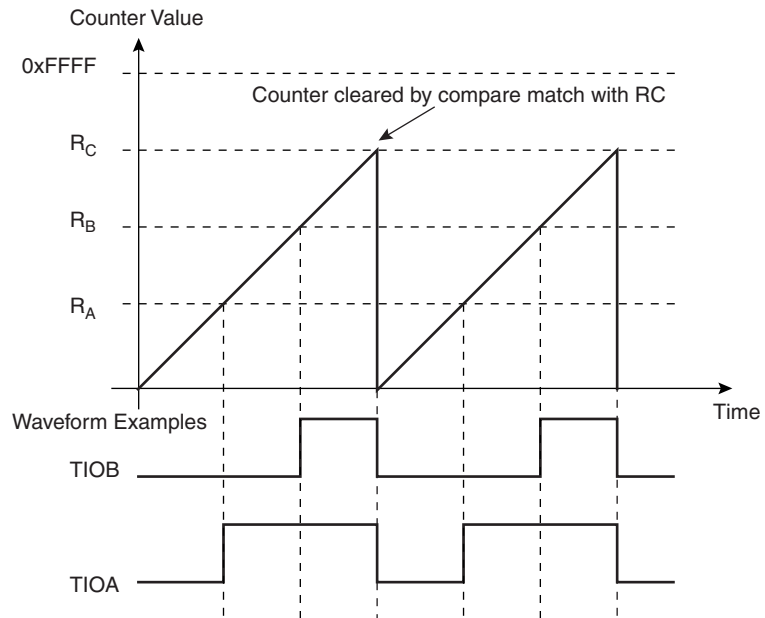 Counter Value
0xFFFF
Counter cleared by compare match with RC
RC
RB
RA
Time
Waveform Examples
TIOB
TIOA